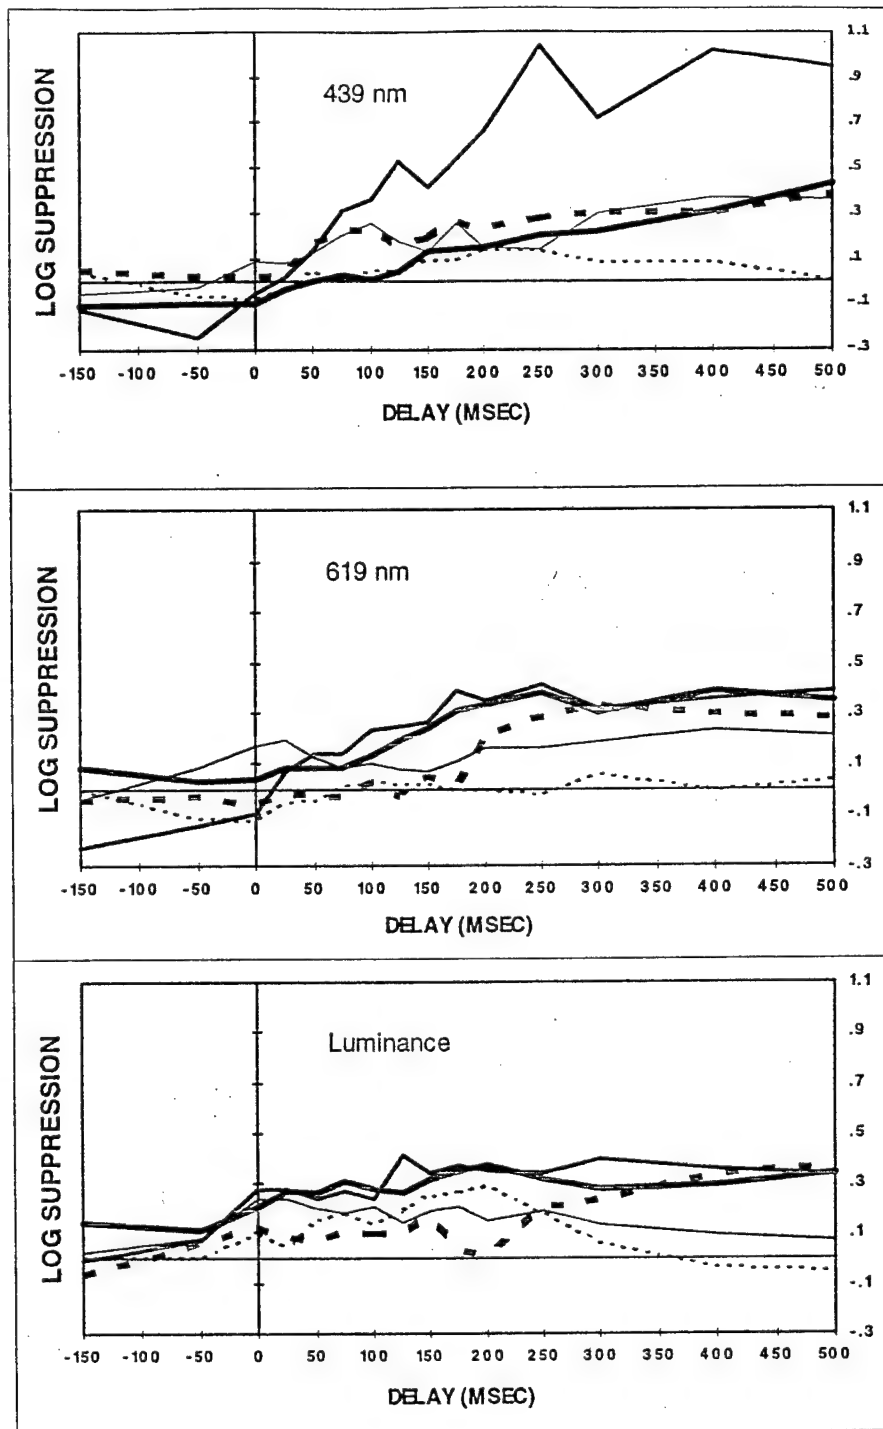 439 nm
LOG SUPPRESSION
1.1
.9
.7
.5
.3
.1
-.1
-.3
-150 -100 -50 0 50 100 150 200 250 300 350 400 450 500
DELAY (MSEC)
619 nm
LOG SUPPRESSION
1.1
.9
.7
.5
.3
.1
-.1
-.3
-150 -100 -50 0 50 100 150 200 250 300 350 400 450 500
DELAY (MSEC)
Luminance
LOG SUPPRESSION
1.1
.9
.7
.5
.3
.1
-.1
-.3
-150 -100 -50 0 50 100 150 200 250 300 350 400 450 500
DELAY (MSEC)